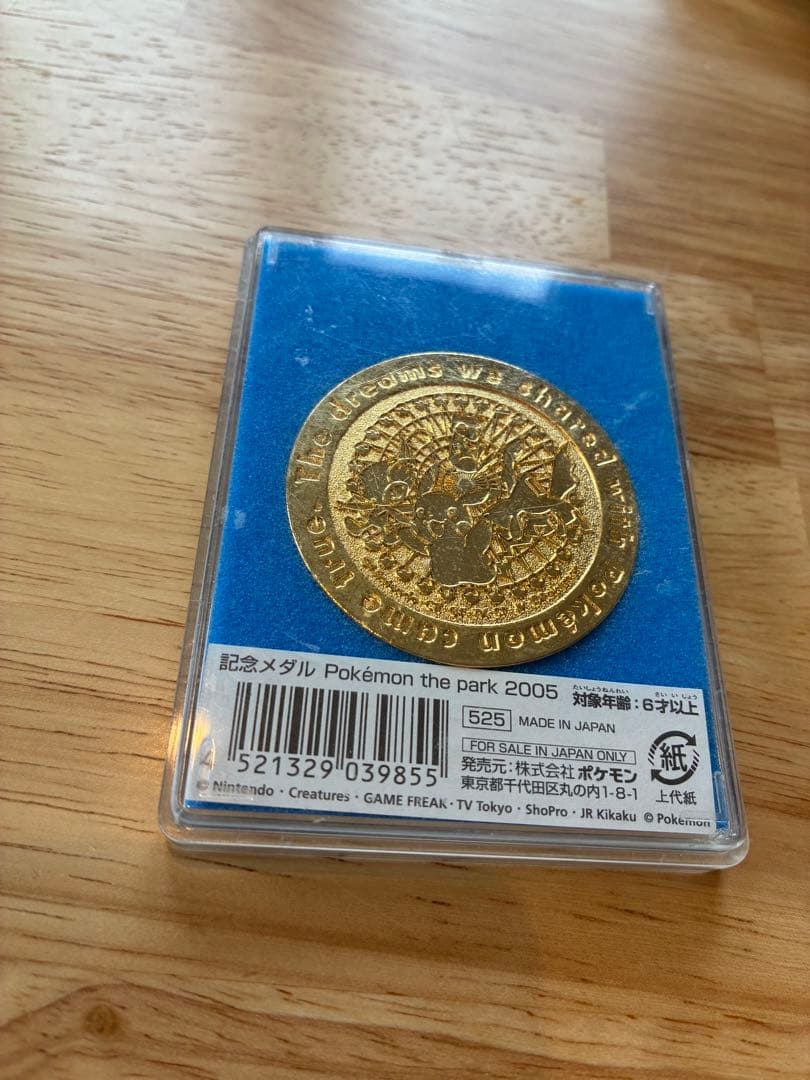 The dreams we shared with Pokémon came true.
記念メダル Pokémon the park 2005
たいしょうねんれい さいいじょう
対象年齢:6才以上
525 MADE IN JAPAN
FOR SALE IN JAPAN ONLY
発売元:株式会社 ポケモン
東京都千代田区丸の内1-8-1
紙
上代紙
4 521329 039855
© Nintendo・Creatures・GAME FREAK・TV Tokyo・ShoPro・JR Kikaku © Pokémon